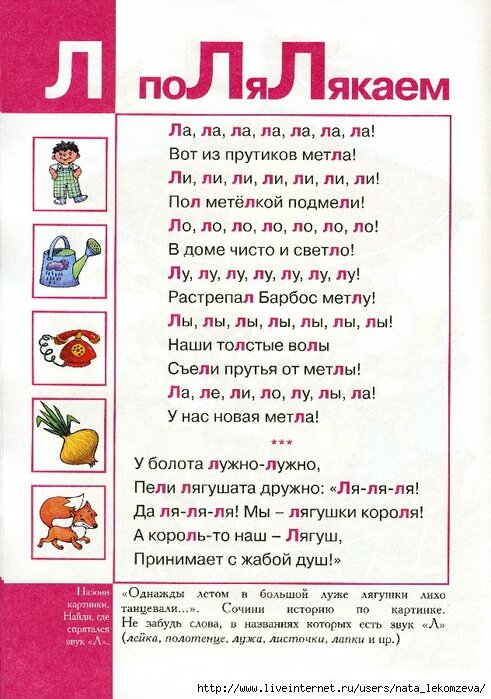 Л
поЛяЛякаем
Ла, ла, ла, ла, ла, ла, ла!
Вот из прутиков метла!
Ли, ли, ли, ли, ли, ли, ли!
Пол метёлкой подмели!
Ло, ло, ло, ло, ло, ло, ло!
В доме чисто и светло!
Лу, лу, лу, лу, лу, лу, лу!
Растрепал Барбос метлу!
Лы, лы, лы, лы, лы, лы, лы!
Наши толстые волы
Съели прутья от метлы!
Ла, ле, ли, ло, лу, лы, ла!
У нас новая метла!
***
У болота лужно-лужно,
Пели лягушата дружно: «Ля-ля-ля!
Да ля-ля-ля! Мы – лягушки короля!
А король-то наш – Лягуш,
Принимает с жабой душ!»
Назови
картинки.
Найди, где
спрятался
звук «Л».
«Однажды летом в большой луже лягушки лихо
танцевали...». Сочини историю по картинке.
Не забудь слова, в названиях которых есть звук «Л»
(лейка, полотенце, лужа, листочки, лапки и др.)
http://www.liveinternet.ru/users/nata_lekomzeva/